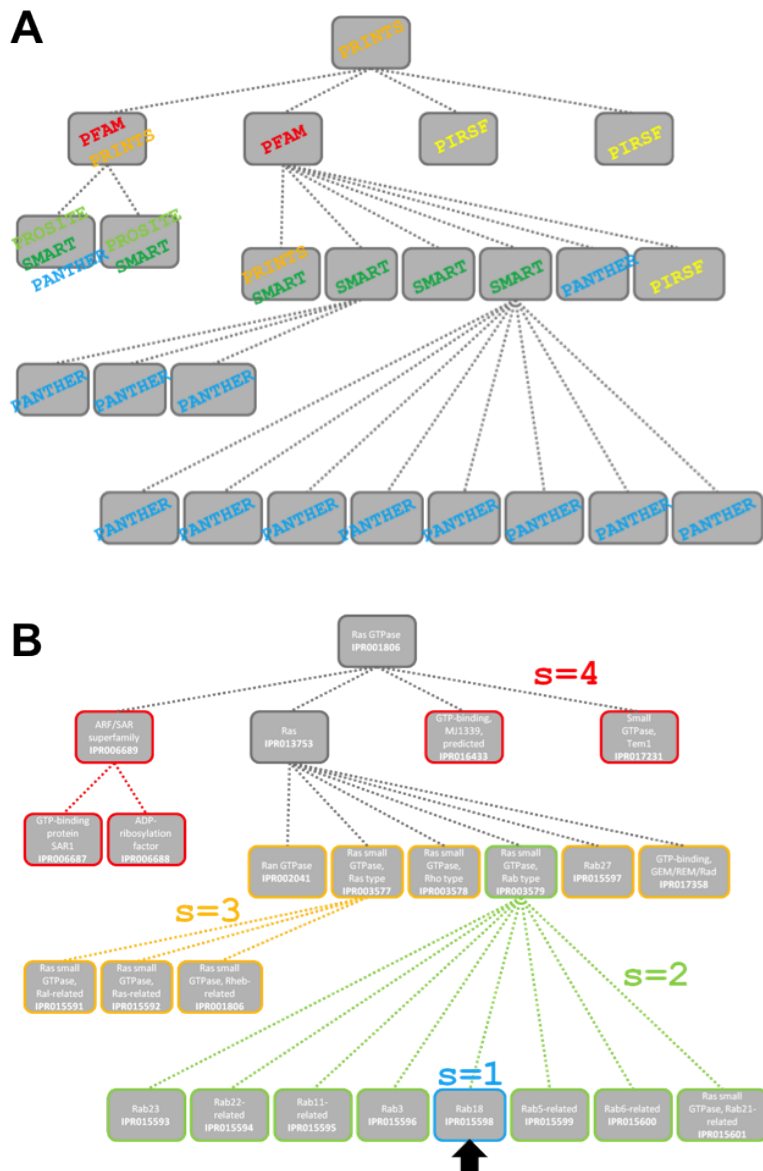 A
PRINTS
PFAM
PRINTS
PFAM
PIRSF
PIRSF
PROSITE
SMART
PANTHER
PROSITE
SMART
PRINTS
SMART
SMART
SMART
SMART
PANTHER
PIRSF
PANTHER
PANTHER
PANTHER
PANTHER
PANTHER
PANTHER
PANTHER
PANTHER
PANTHER
PANTHER
PANTHER
B
Ras GTPase
IPR001806
s=4
ARF/SAR
superfamily
IPR006689
Ras
IPR013753
GTP-binding,
MJ1339,
predicted
IPR016433
Small
GTPase,
Tem1
IPR017231
GTP-binding
protein
SAR1
IPR006687
ADP-
ribosylation
factor
IPR006688
Ran GTPase
IPR002041
Ras small
GTPase,
Ras type
IPR003577
Ras small
GTPase,
Rho type
IPR003578
Ras small
GTPase,
Rab type
IPR003579
Rab27
IPR015597
GTP-binding,
GEM/REM/Rad
IPR017358
s=3
Ras small
GTPase,
Ral-related
IPR015591
Ras small
GTPase,
Ras-related
IPR015592
Ras small
GTPase, Rheb-
related
IPR001806
s=2
s=1
Rab23
IPR015593
Rab22-
related
IPR015594
Rab11-
related
IPR015595
Rab3
IPR015596
Rab18
IPR015598
Rab5-related
IPR015599
Rab6-related
IPR015600
Ras small
GTPase, Rab21-
related
IPR015601